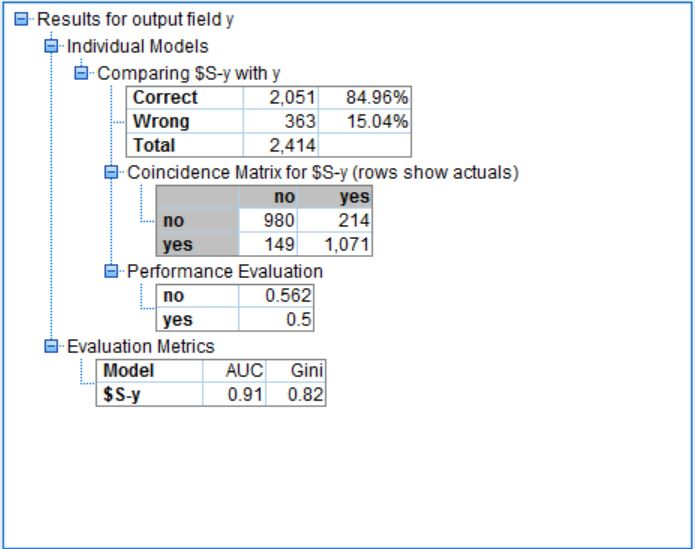 Results for output field y
Individual Models
Comparing $S-y with y
Correct 2,051 84.96%
Wrong 363 15.04%
Total 2,414
Coincidence Matrix for $S-y (rows show actuals)
no yes
no 980 214
yes 149 1,071
Performance Evaluation
no 0.562
yes 0.5
Evaluation Metrics
Model AUC Gini
$S-y 0.91 0.82